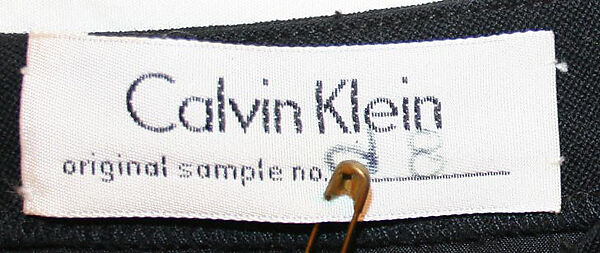 Calvin Klein
original sample no.